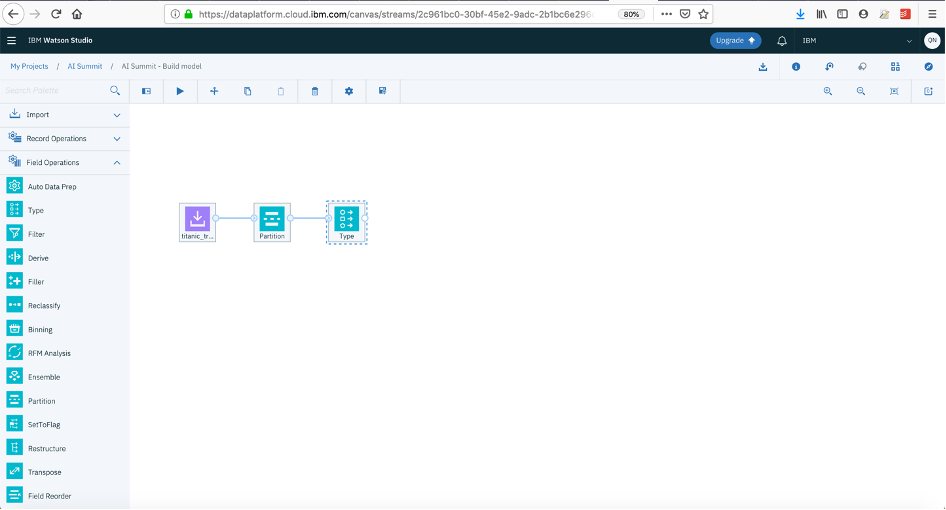 https://dataplatform.cloud.ibm.com/canvas/streams/2c961bc0-30bf-45e2-9adc-2b1bc6e296
80%
IBM Watson Studio
Upgrade
IBM
QN
My Projects / AI Summit / AI Summit - Build model
Search Palette
Import
Record Operations
Field Operations
Auto Data Prep
Type
Filter
Derive
Filler
Reclassify
Binning
RFM Analysis
Ensemble
Partition
SetToFlag
Restructure
Transpose
Field Reorder
titanic_tr...
Partition
Type